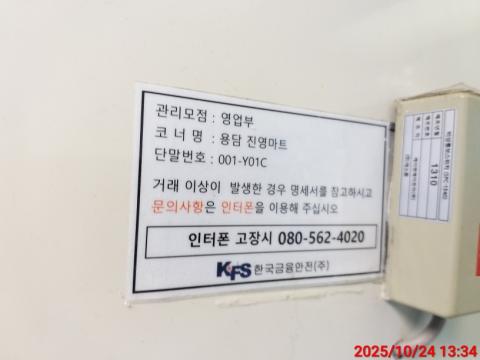 관리모점 : 영업부
코 너 명 : 용담 진영마트
단말번호 : 001-Y01C
거래 이상이 발생한 경우 명세서를 참고하시고
문의사항은 인터폰을 이용해 주십시오
인터폰 고장시 080-562-4020
KFS 한국금융안전(주)
1310
2025/10/24 13:34